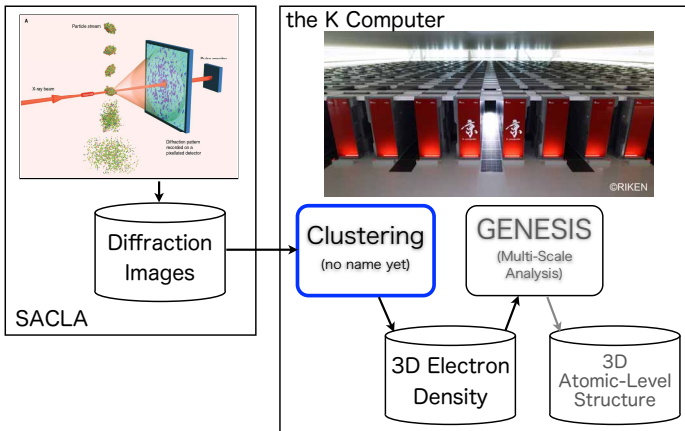 A
Particle stream
X-ray beam
Diffraction pattern
recorded on a
pixellated detector
Diffraction
Images
SACLA
the K Computer
京
京
©RIKEN
Clustering
(no name yet)
GENESIS
(Multi-Scale
Analysis)
3D Electron
Density
3D
Atomic-Level
Structure